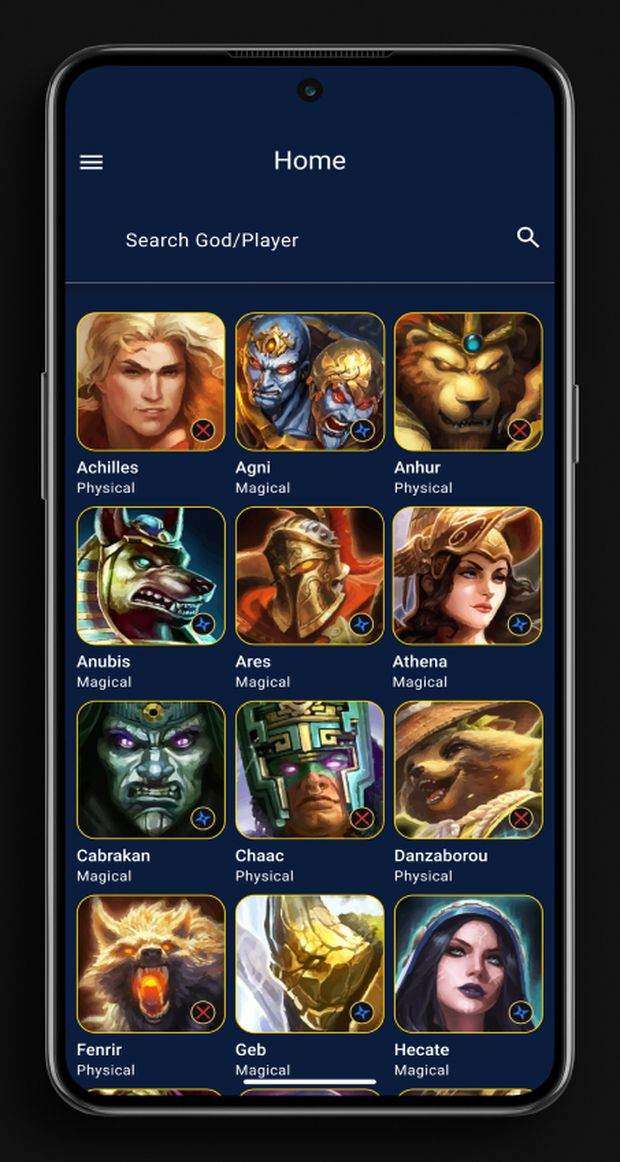 Home
Search God/Player
Achilles
Physical
Agni
Magical
Anhur
Physical
Anubis
Magical
Ares
Magical
Athena
Magical
Cabrakan
Magical
Chaac
Physical
Danzaborou
Physical
Fenrir
Physical
Geb
Magical
Hecate
Magical